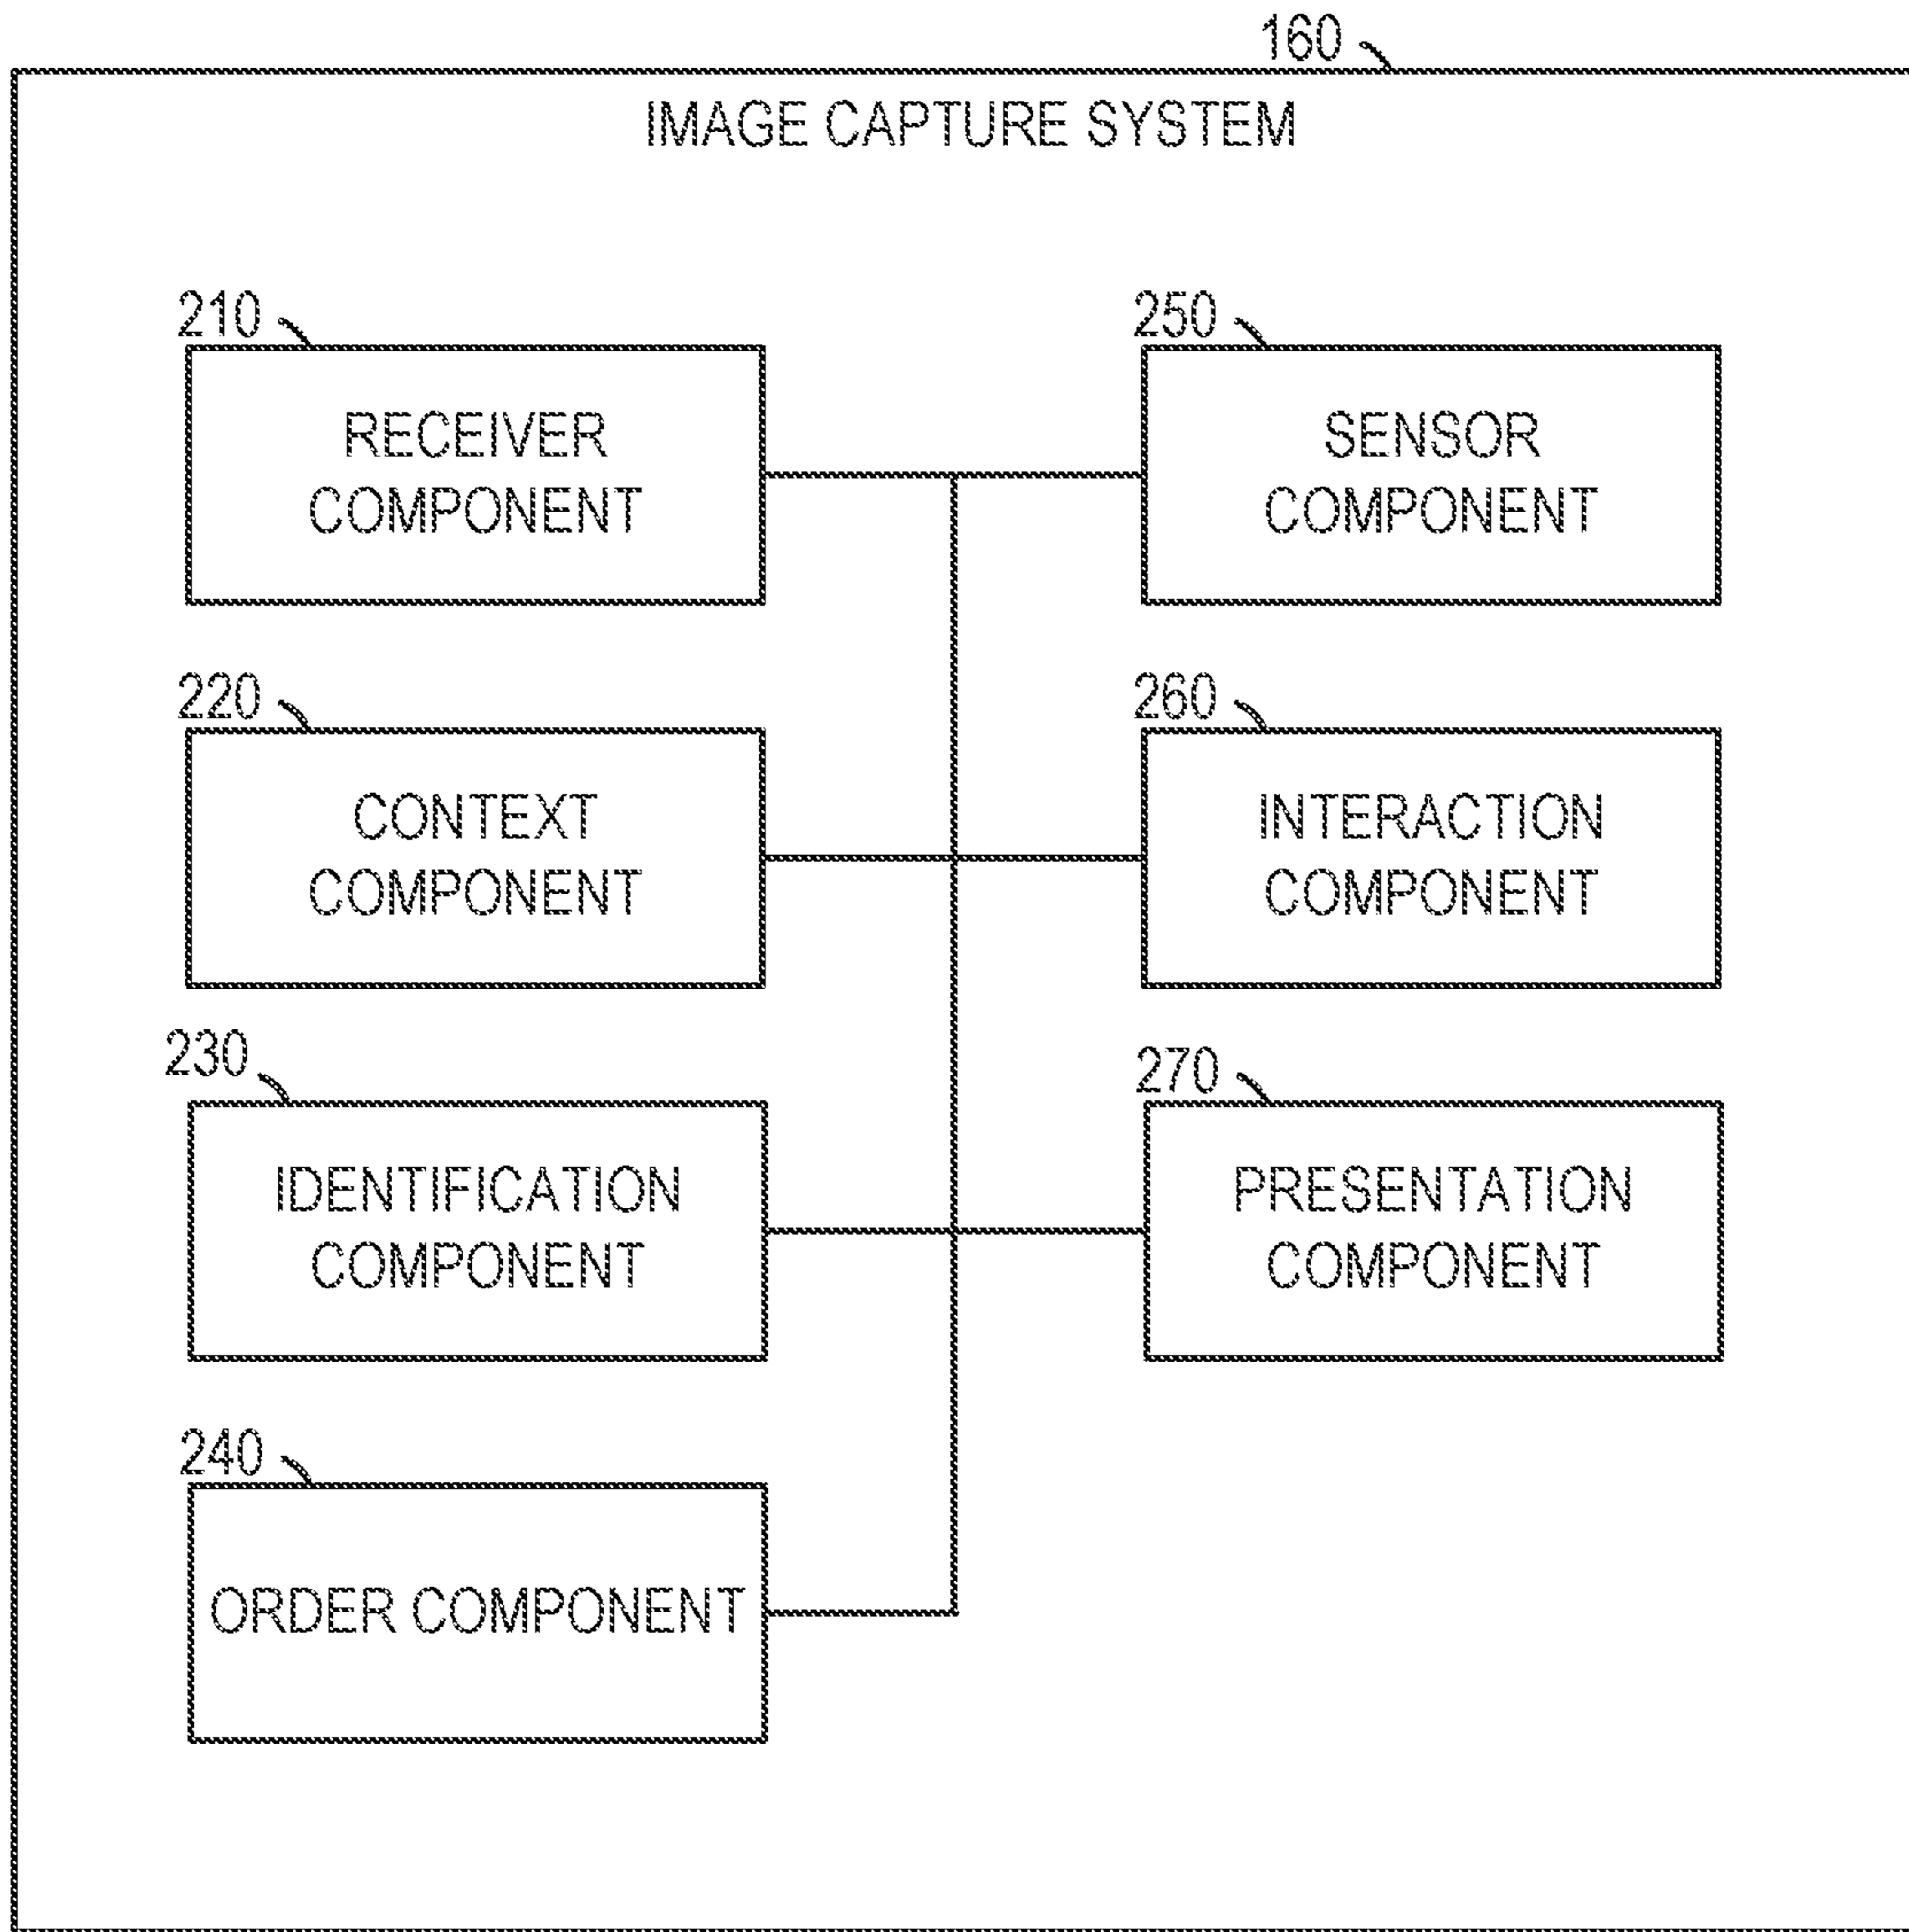 160
IMAGE CAPTURE SYSTEM
210
RECEIVER
COMPONENT
250
SENSOR
COMPONENT
220
CONTEXT
COMPONENT
260
INTERACTION
COMPONENT
230
IDENTIFICATION
COMPONENT
270
PRESENTATION
COMPONENT
240
ORDER COMPONENT